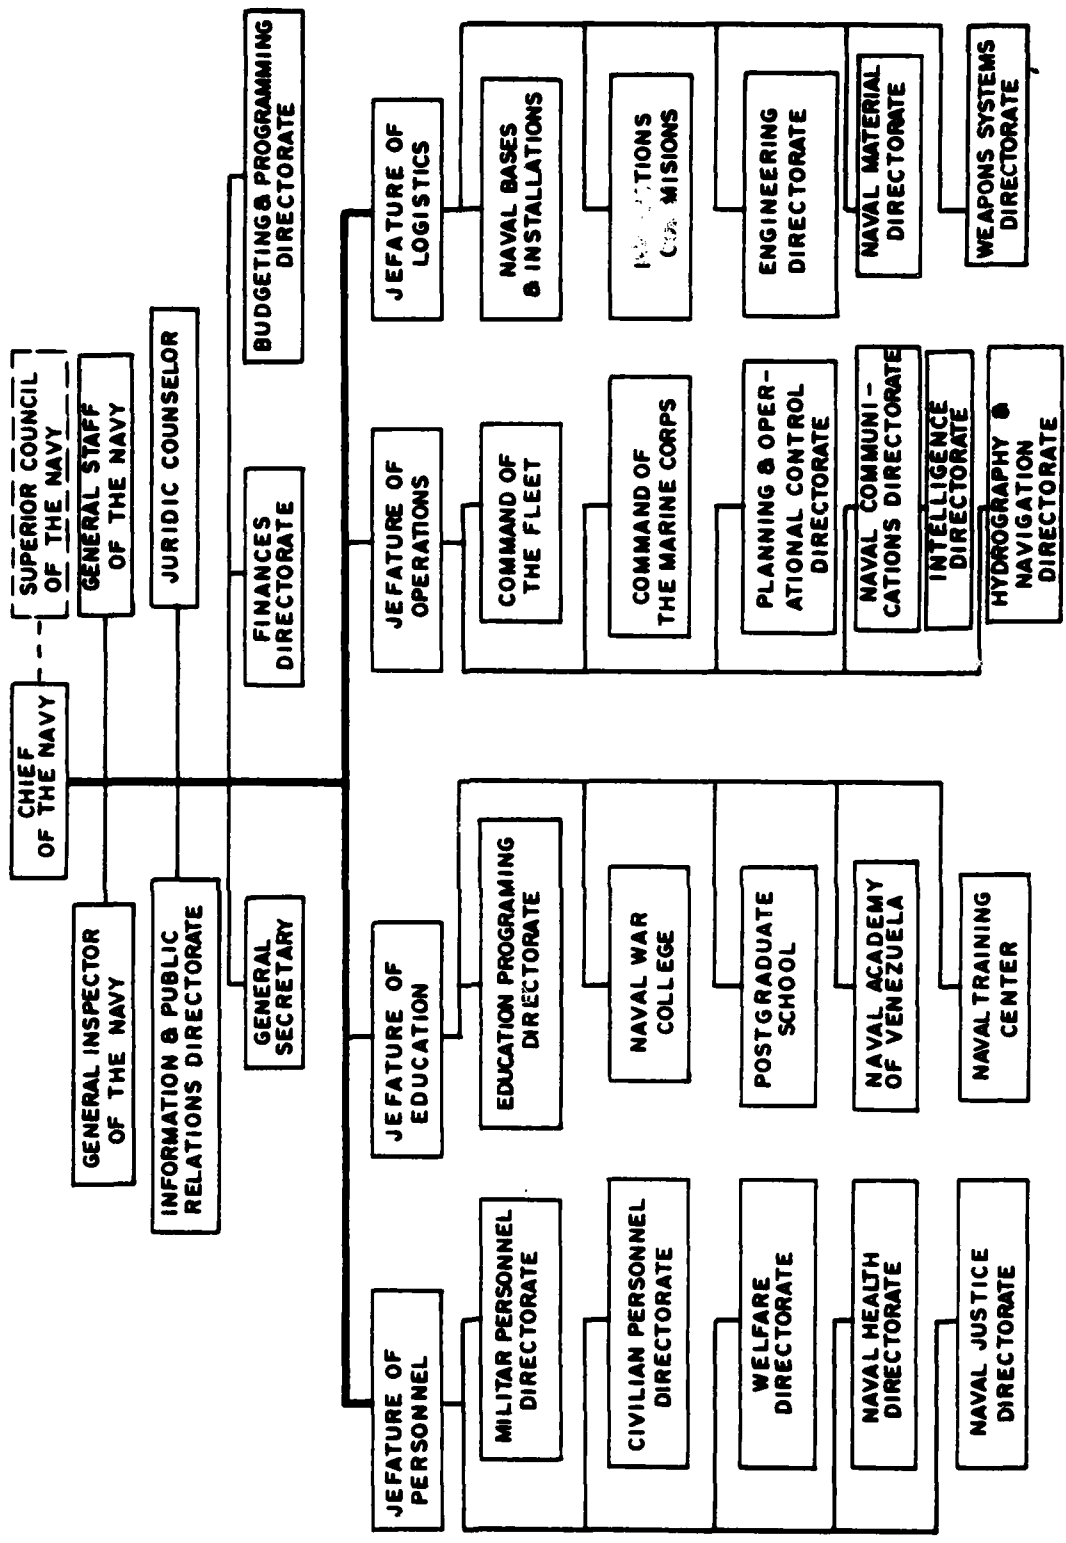 CHIEF
OF THE NAVY
SUPERIOR COUNCIL
OF THE NAVY
GENERAL INSPECTOR
OF THE NAVY
GENERAL STAFF
OF THE NAVY
INFORMATION & PUBLIC
RELATIONS DIRECTORATE
JURIDIC COUNSELOR
GENERAL
SECRETARY
FINANCES
DIRECTORATE
BUDGETING & PROGRAMMING
DIRECTORATE
JEFATURE OF
PERSONNEL
MILITAR PERSONNEL
DIRECTORATE
CIVILIAN PERSONNEL
DIRECTORATE
WELFARE
DIRECTORATE
NAVAL HEALTH
DIRECTORATE
NAVAL JUSTICE
DIRECTORATE
JEFATURE OF
EDUCATION
EDUCATION PROGRAMING
DIRECTORATE
NAVAL WAR
COLLEGE
POSTGRADUATE
SCHOOL
NAVAL ACADEMY
OF VENEZUELA
NAVAL TRAINING
CENTER
JEFATURE OF
OPERATIONS
COMMAND OF
THE FLEET
COMMAND OF
THE MARINE CORPS
PLANNING & OPER-
ATIONAL CONTROL
DIRECTORATE
NAVAL COMMUNI-
CATIONS DIRECTORATE
INTELLIGENCE
DIRECTORATE
HYDROGRAPHY &
NAVIGATION
DIRECTORATE
JEFATURE OF
LOGISTICS
NAVAL BASES
& INSTALLATIONS
ENGINEERING
DIRECTORATE
NAVAL MATERIAL
DIRECTORATE
WEAPONS SYSTEMS
DIRECTORATE